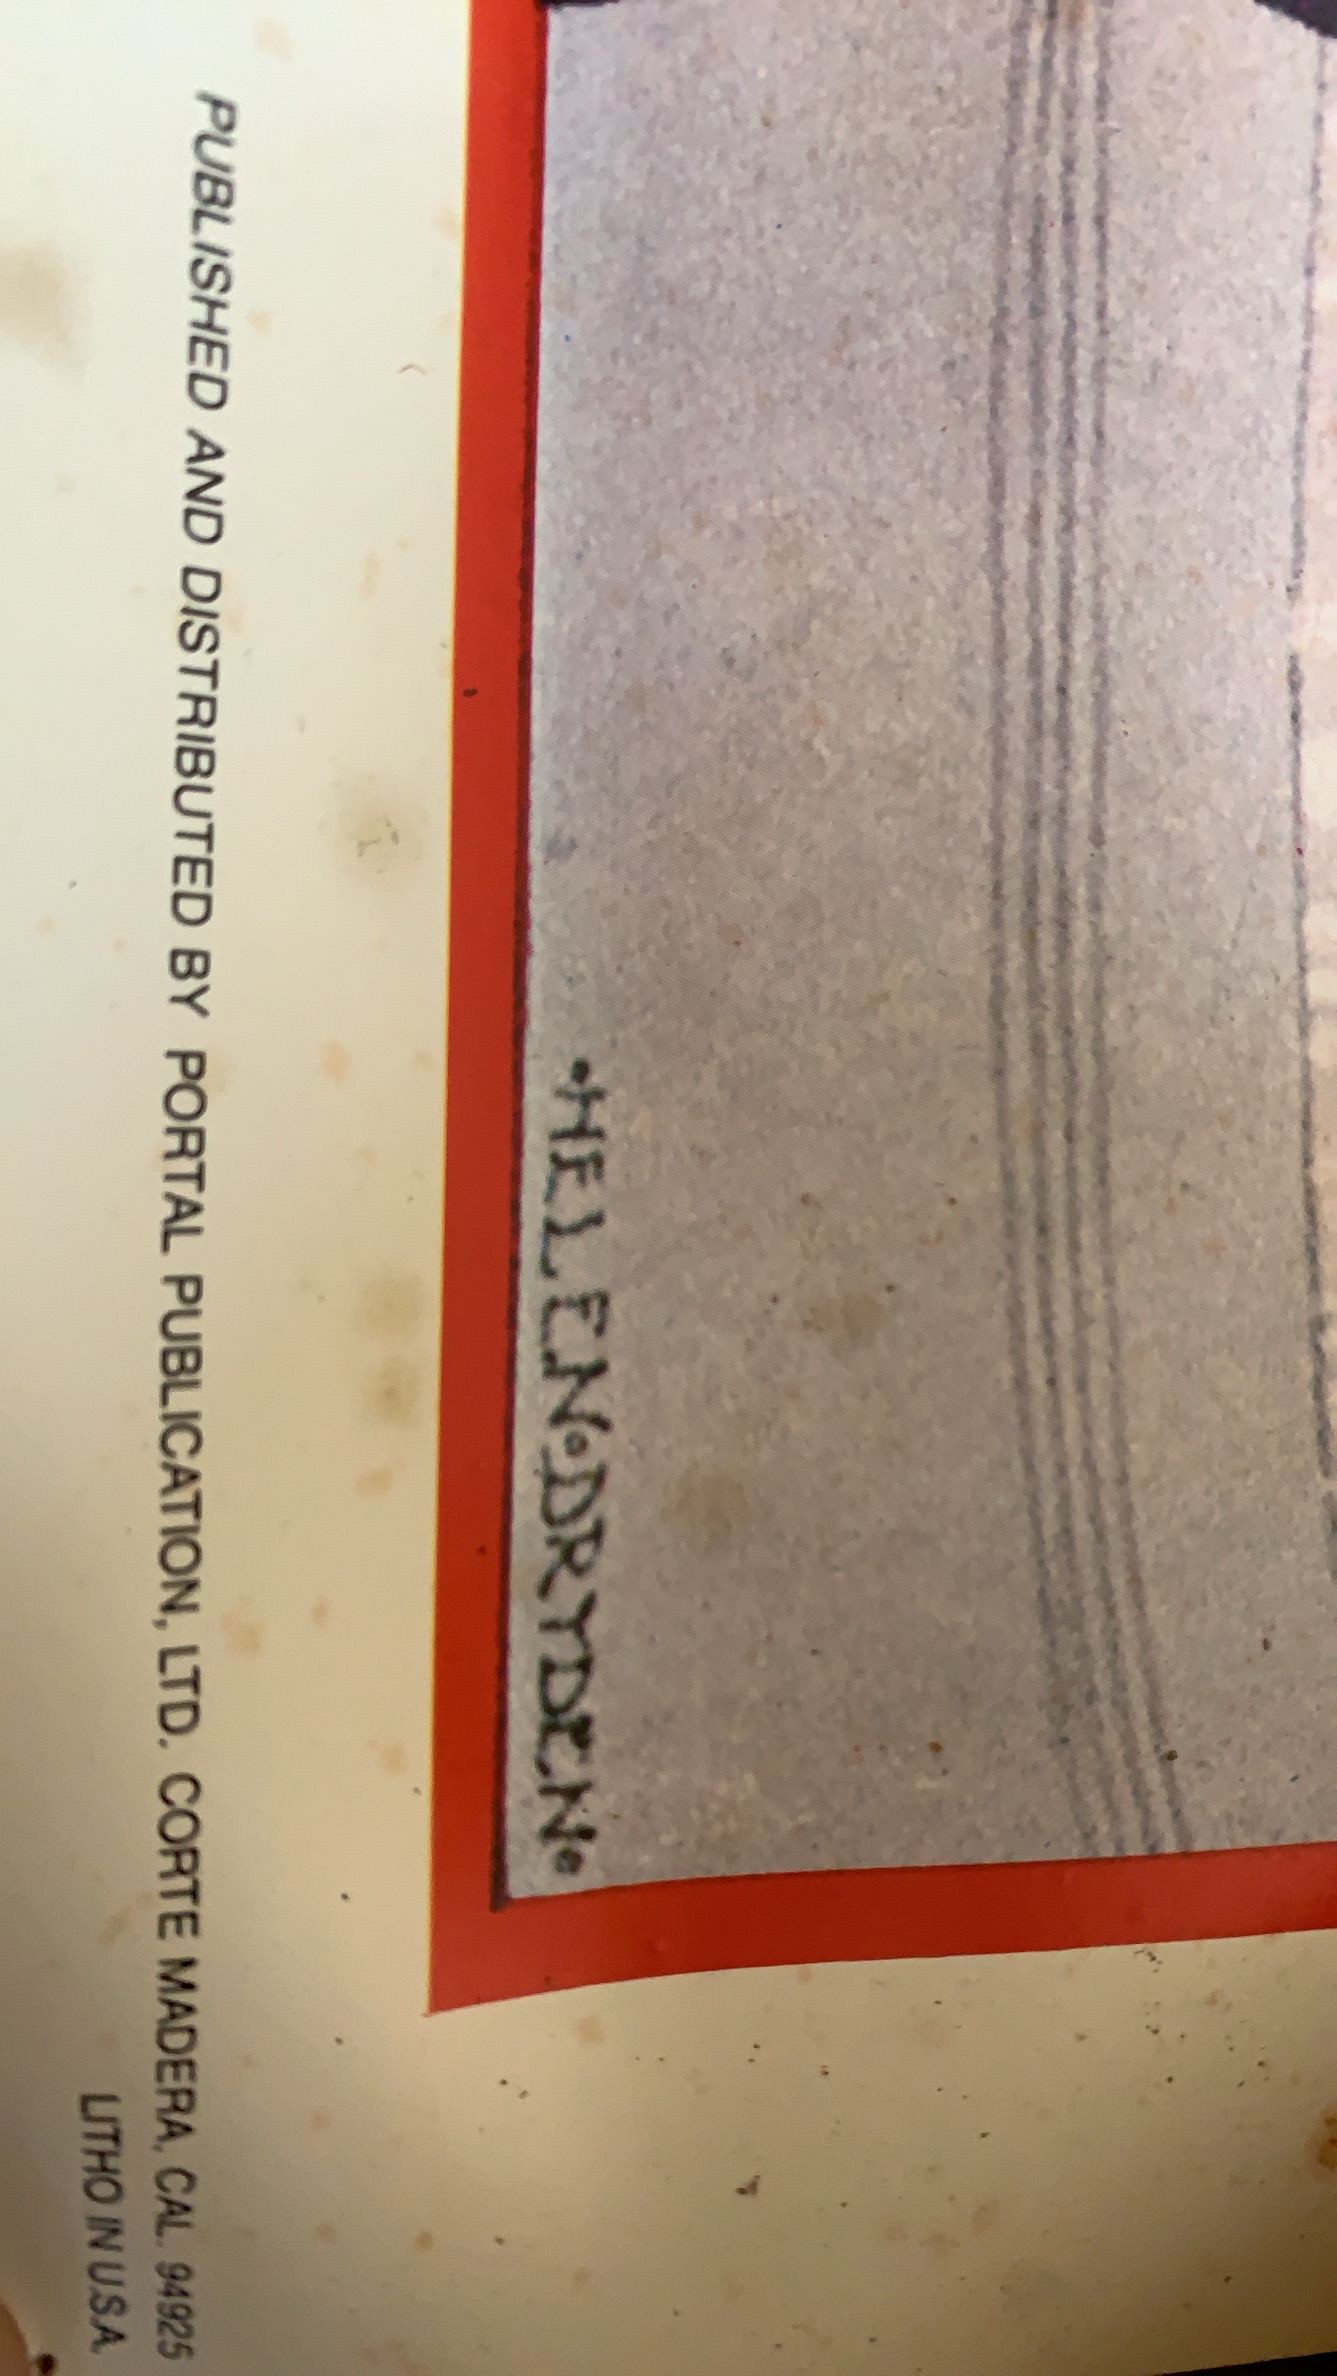 •HELEN•DRYDEN•
PUBLISHED AND DISTRIBUTED BY PORTAL PUBLICATION, LTD. CORTE MADERA, CAL. 94925
LITHO IN U.S.A.